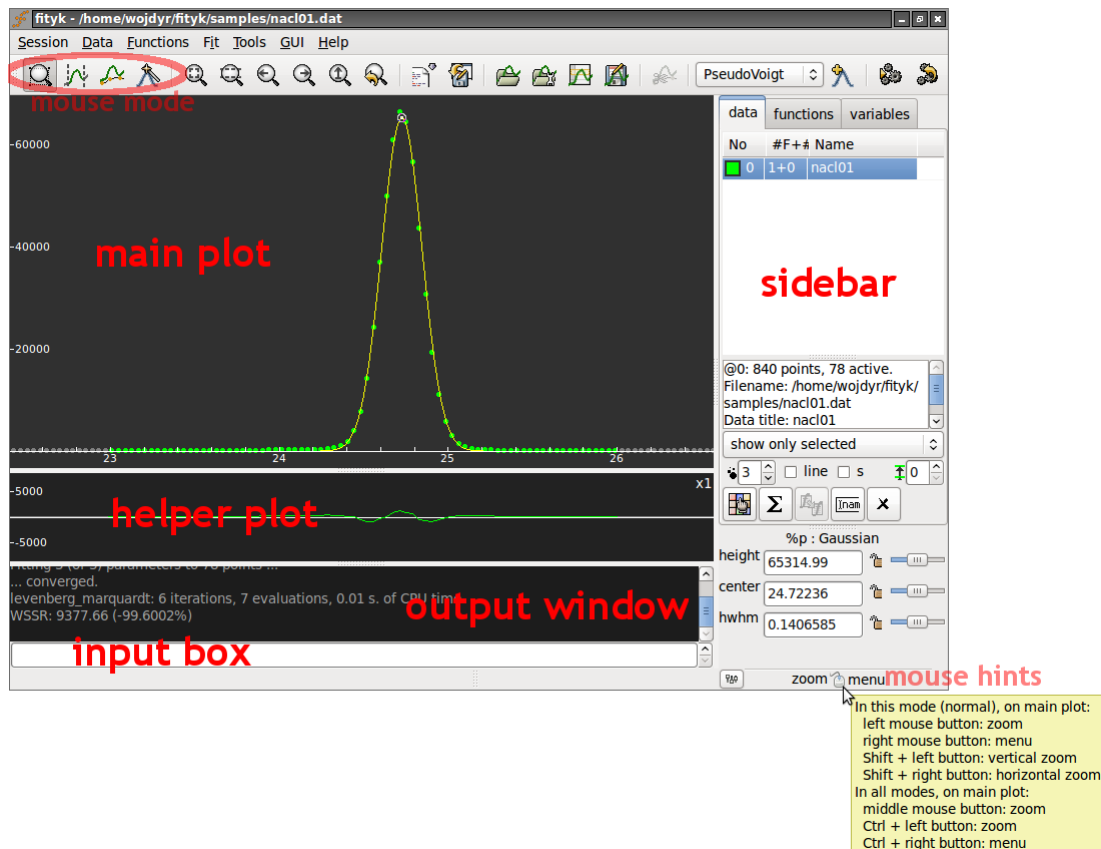 fityk - /home/wojdyr/fityk/samples/nacl01.dat
Session Data Functions Fit Tools GUI Help
PseudoVoigt
mouse mode
data functions variables
No #F+# Name
0 1+0 nacl01
60000
40000
20000
main plot
sidebar
23 24 25 26
@0: 840 points, 78 active.
Filename: /home/wojdyr/fityk/
samples/nacl01.dat
Data title: nacl01
show only selected
3 line s 0
Σ Inam x
x1
5000
-5000
helper plot
%p : Gaussian
height 65314.99
center 24.72236
hwhm 0.1406585
... converged.
levenberg_marquardt: 6 iterations, 7 evaluations, 0.01 s. of CPU time.
WSSR: 9377.66 (-99.6002%)
output window
input box
zoom menu
mouse hints
In this mode (normal), on main plot:
left mouse button: zoom
right mouse button: menu
Shift + left button: vertical zoom
Shift + right button: horizontal zoom
In all modes, on main plot:
middle mouse button: zoom
Ctrl + left button: zoom
Ctrl + right button: menu